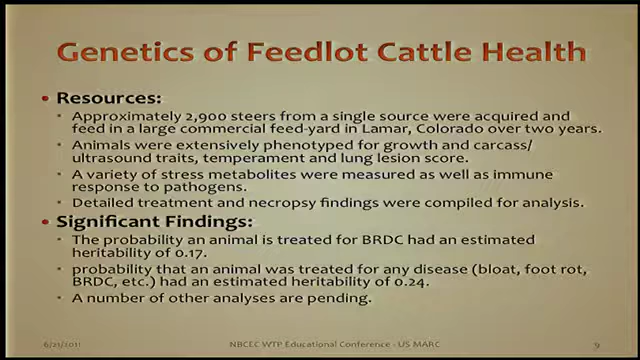 Genetics of Feedlot Cattle Health
• Resources:
▪ Approximately 2,900 steers from a single source were acquired and
feed in a large commercial feed-yard in Lamar, Colorado over two years.
▪ Animals were extensively phenotyped for growth and carcass/
ultrasound traits, temperament and lung lesion score.
▪ A variety of stress metabolites were measured as well as immune
response to pathogens.
▪ Detailed treatment and necropsy findings were compiled for analysis.
• Significant Findings:
▪ The probability an animal is treated for BRDC had an estimated
heritability of 0.17.
▪ probability that an animal was treated for any disease (bloat, foot rot,
BRDC, etc.) had an estimated heritability of 0.24.
▪ A number of other analyses are pending.
6/21/2011 NBCEC WTP Educational Conference - US MARC 9